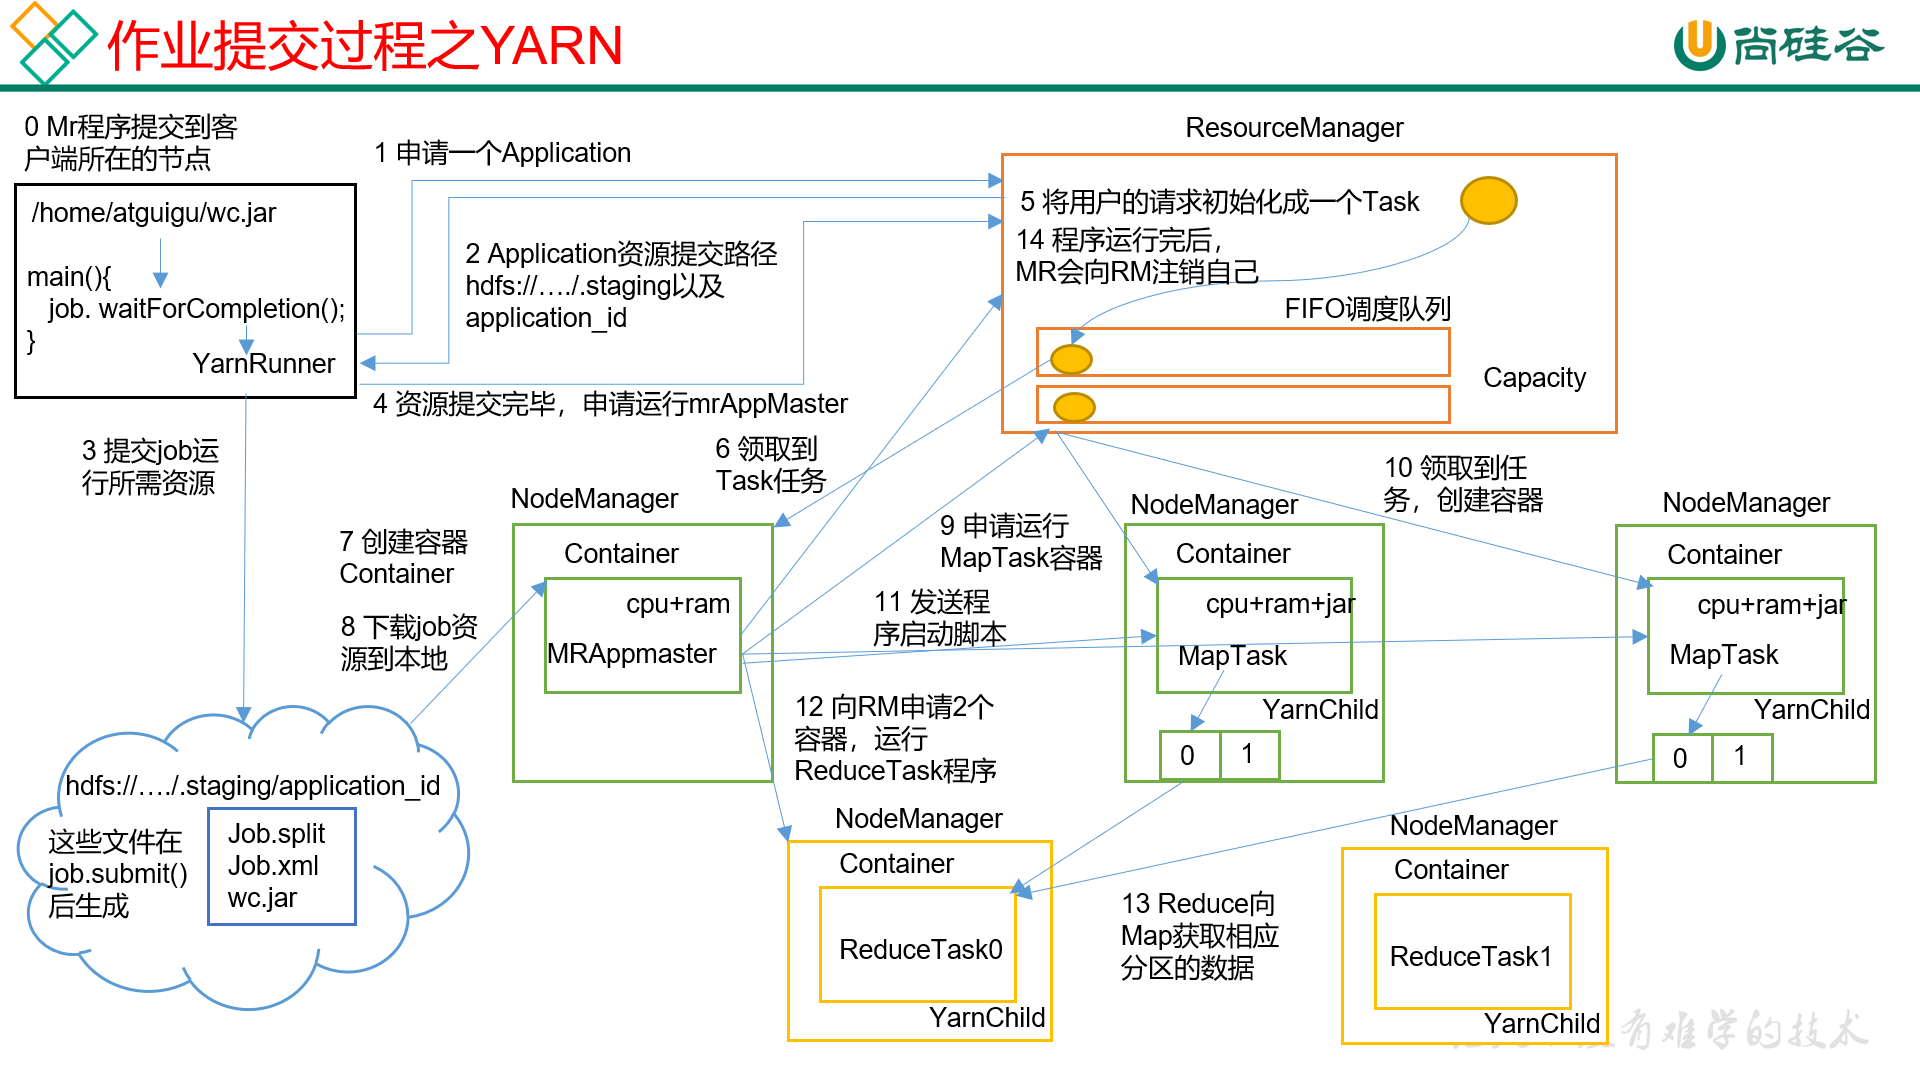 作业提交过程之YARN
尚硅谷
0 Mr程序提交到客
户端所在的节点
/home/atguigu/wc.jar
main(){
job. waitForCompletion();
}
YarnRunner
1 申请一个Application
2 Application资源提交路径
hdfs://…./.staging以及
application_id
4 资源提交完毕，申请运行mrAppMaster
3 提交job运
行所需资源
ResourceManager
5 将用户的请求初始化成一个Task
14 程序运行完后，
MR会向RM注销自己
FIFO调度队列
Capacity
6 领取到
Task任务
7 创建容器
Container
8 下载job资
源到本地
NodeManager
Container
cpu+ram
MRAppmaster
9 申请运行
MapTask容器
11 发送程
序启动脚本
10 领取到任
务，创建容器
NodeManager
Container
cpu+ram+jar
MapTask
YarnChild
0
1
NodeManager
Container
cpu+ram+jar
MapTask
YarnChild
0
1
12 向RM申请2个
容器，运行
ReduceTask程序
hdfs://…./.staging/application_id
这些文件在
job.submit()
后生成
Job.split
Job.xml
wc.jar
NodeManager
Container
ReduceTask0
YarnChild
13 Reduce向
Map获取相应
分区的数据
NodeManager
Container
ReduceTask1
YarnChild
有难学的技术